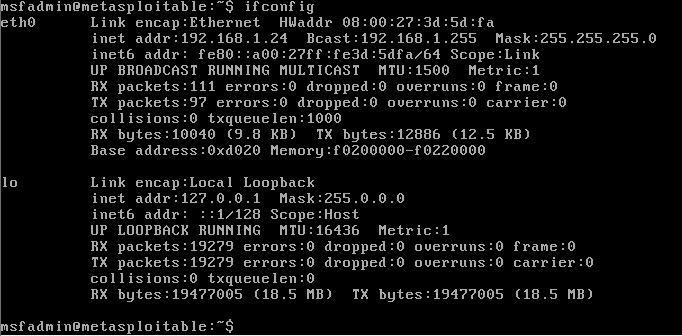 msfadmin@metasploitable:~$ ifconfig
eth0 Link encap:Ethernet HWaddr 08:00:27:3d:5d:fa
inet addr:192.168.1.24 Bcast:192.168.1.255 Mask:255.255.255.0
inet6 addr: fe80::a00:27ff:fe3d:5dfa/64 Scope:Link
UP BROADCAST RUNNING MULTICAST MTU:1500 Metric:1
RX packets:111 errors:0 dropped:0 overruns:0 frame:0
TX packets:97 errors:0 dropped:0 overruns:0 carrier:0
collisions:0 txqueuelen:1000
RX bytes:10040 (9.8 KB) TX bytes:12886 (12.5 KB)
Base address:0xd020 Memory:f0200000-f0220000
lo Link encap:Local Loopback
inet addr:127.0.0.1 Mask:255.0.0.0
inet6 addr: ::1/128 Scope:Host
UP LOOPBACK RUNNING MTU:16436 Metric:1
RX packets:19279 errors:0 dropped:0 overruns:0 frame:0
TX packets:19279 errors:0 dropped:0 overruns:0 carrier:0
collisions:0 txqueuelen:0
RX bytes:19477005 (18.5 MB) TX bytes:19477005 (18.5 MB)
msfadmin@metasploitable:~$